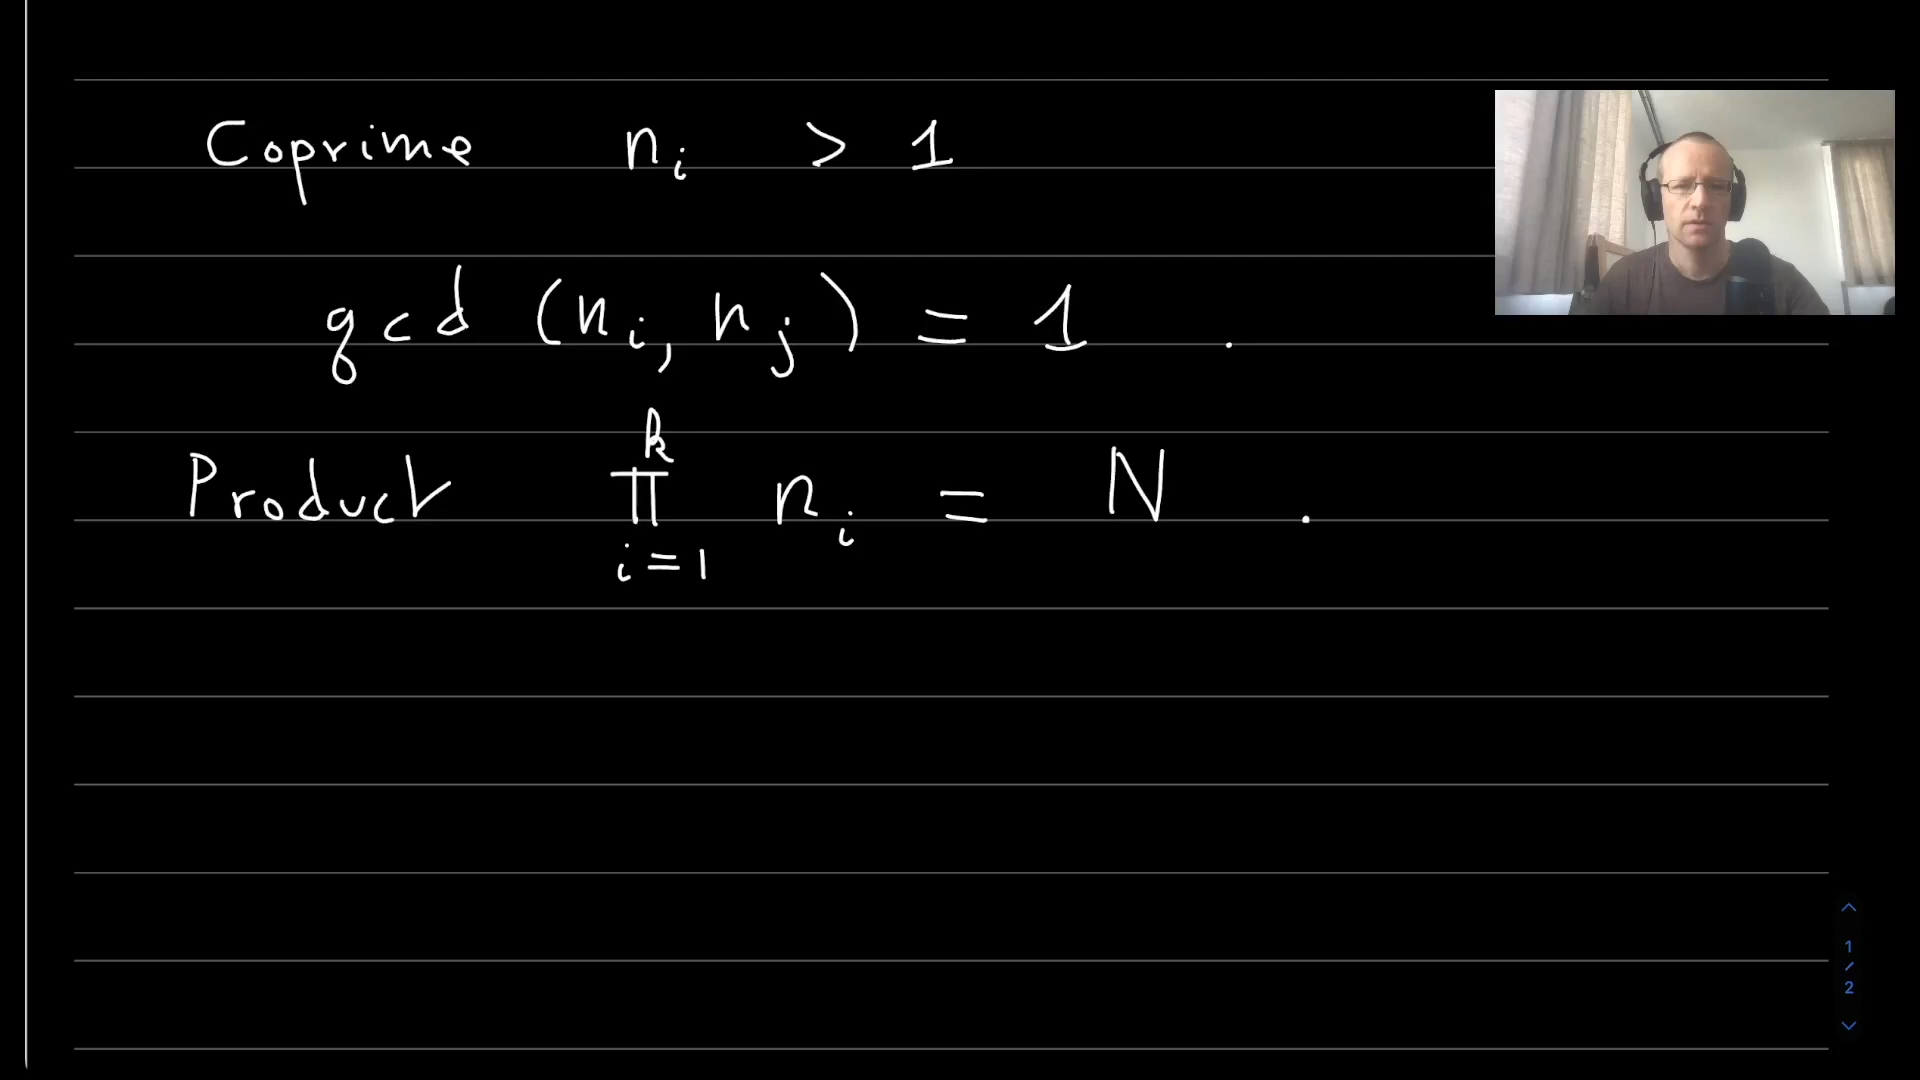 Coprime n_i > 1
gcd (n_i, n_j) = 1 .
Product ∏_{i=1}^{k} n_i = N .
1
/
2